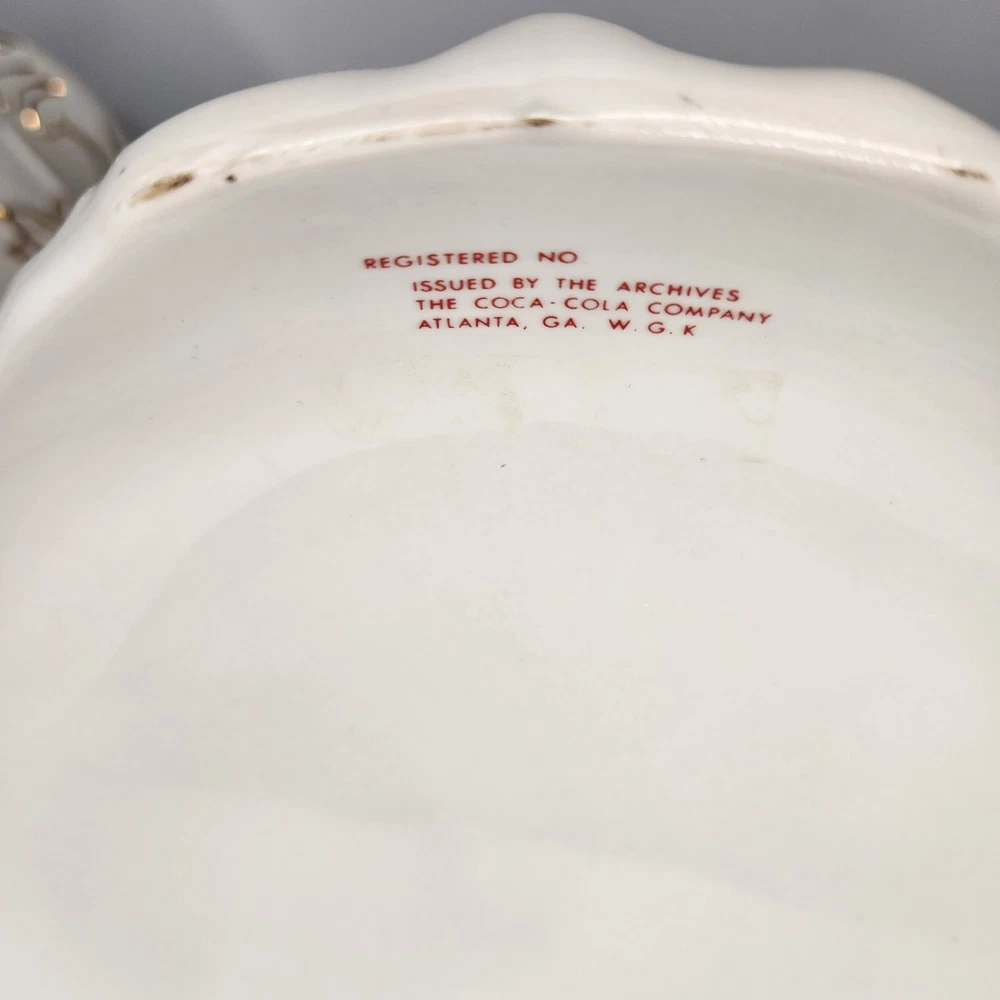 REGISTERED NO
ISSUED BY THE ARCHIVES
THE COCA-COLA COMPANY
ATLANTA, GA. W. G. K